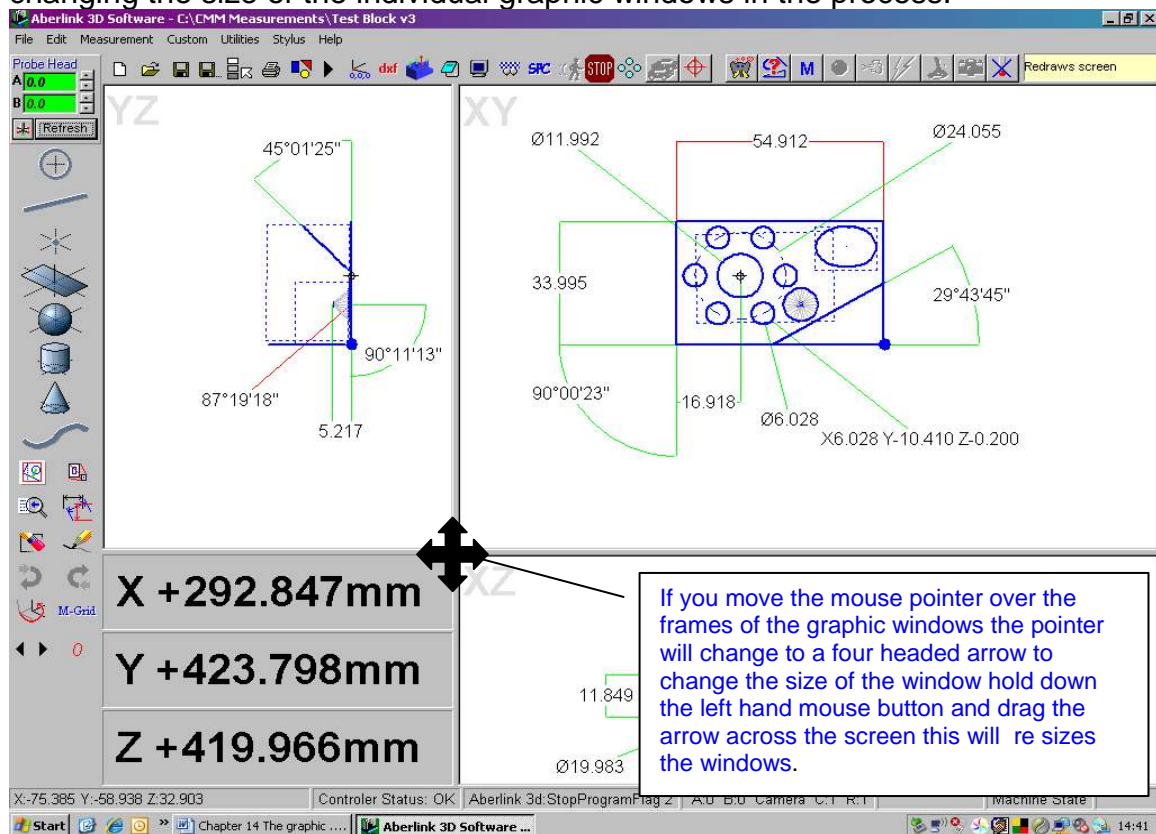 changing the size of the individual graphic windows in the process.
Aberlink 3D Software - C:\CMM Measurements\Test Block v3
File Edit Measurement Custom Utilities Stylus Help
Probe Head
A 0.0
B 0.0
Refresh
dxf
SPC
STOP
M
Redraws screen
YZ
45°01'25"
90°11'13"
87°19'18"
5.217
XY
Ø11.992
54.912
Ø24.055
33.995
29°43'45"
90°00'23"
16.918
Ø6.028
X6.028 Y-10.410 Z-0.200
M-Grid
0
X +292.847mm
Y +423.798mm
Z +419.966mm
XZ
11.849
Ø19.983
If you move the mouse pointer over the
frames of the graphic windows the pointer
will change to a four headed arrow to
change the size of the window hold down
the left hand mouse button and drag the
arrow across the screen this will re sizes
the windows.
X:-75.385 Y:-58.938 Z:32.903
Controler Status: OK
Aberlink 3d:StopProgramFlag 2
A:0 B:0 Camera C:1 R:1
Machine State
Start
Chapter 14 The graphic ....
Aberlink 3D Software ...
14:41